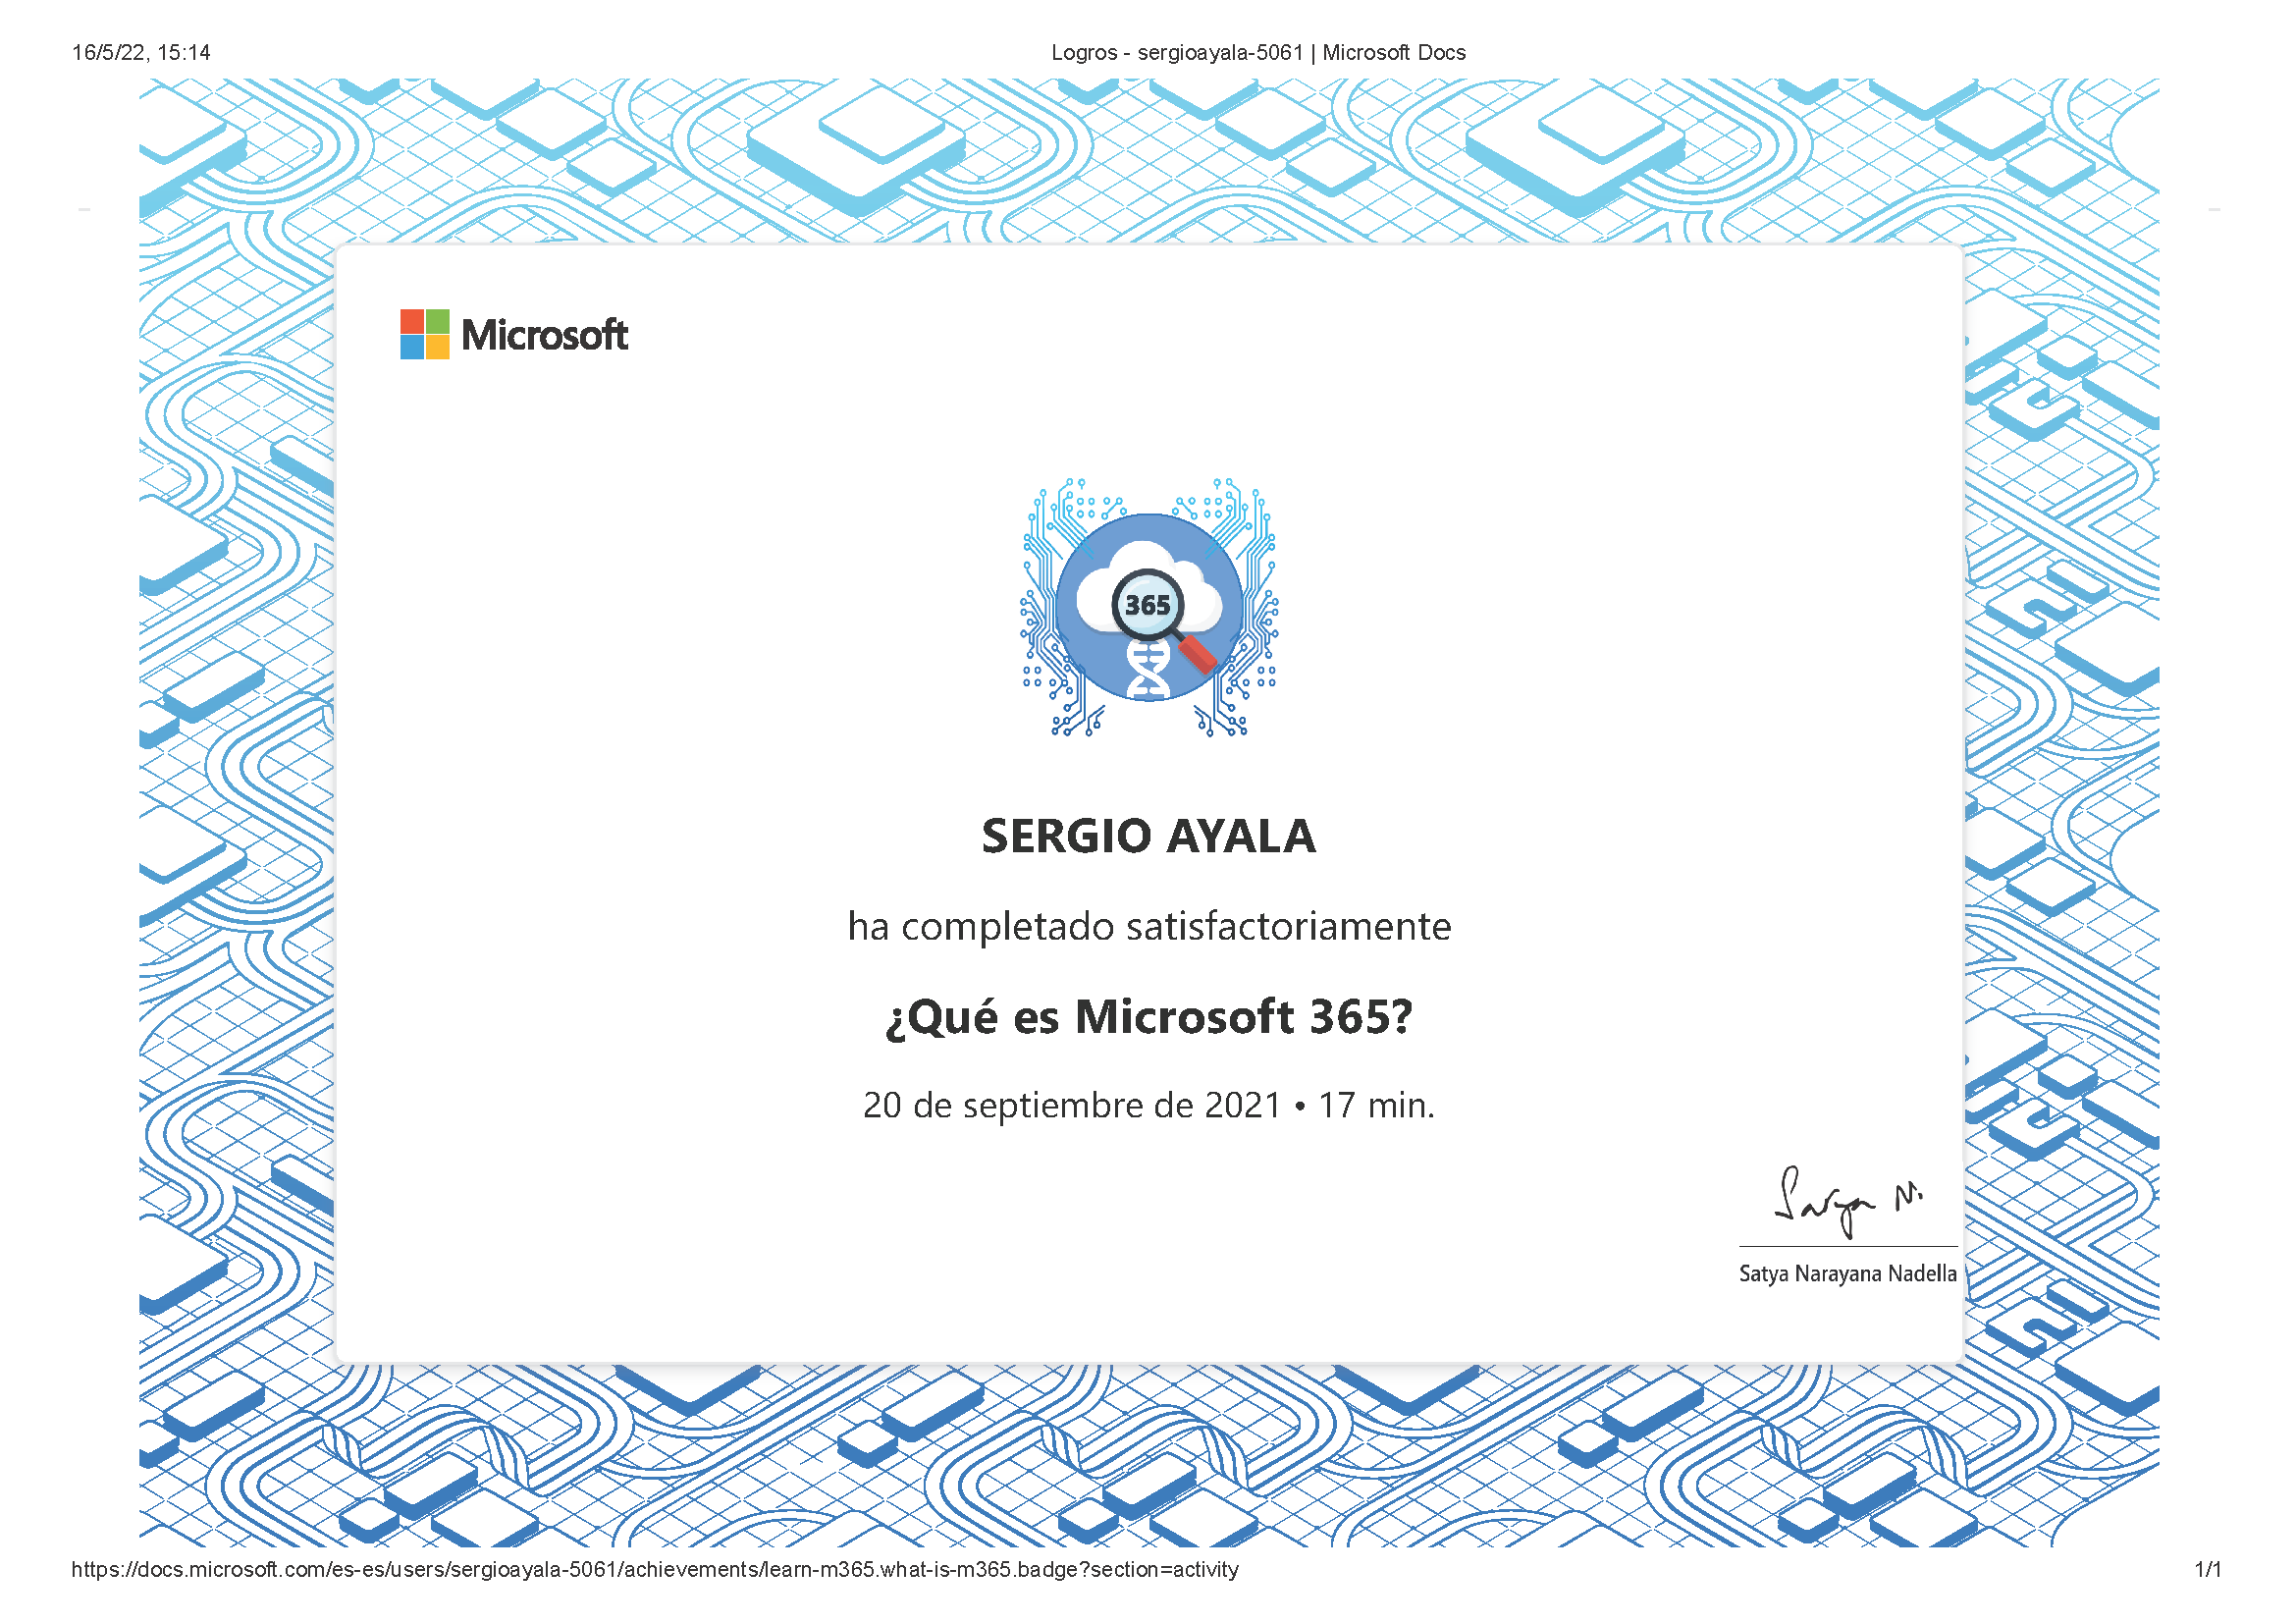 16/5/22, 15:14
Logros - sergioayala-5061 | Microsoft Docs
Microsoft
365
SERGIO AYALA
ha completado satisfactoriamente
¿Qué es Microsoft 365?
20 de septiembre de 2021 • 17 min.
Satya N.
Satya Narayana Nadella
https://docs.microsoft.com/es-es/users/sergioayala-5061/achievements/learn-m365.what-is-m365.badge?section=activity
1/1